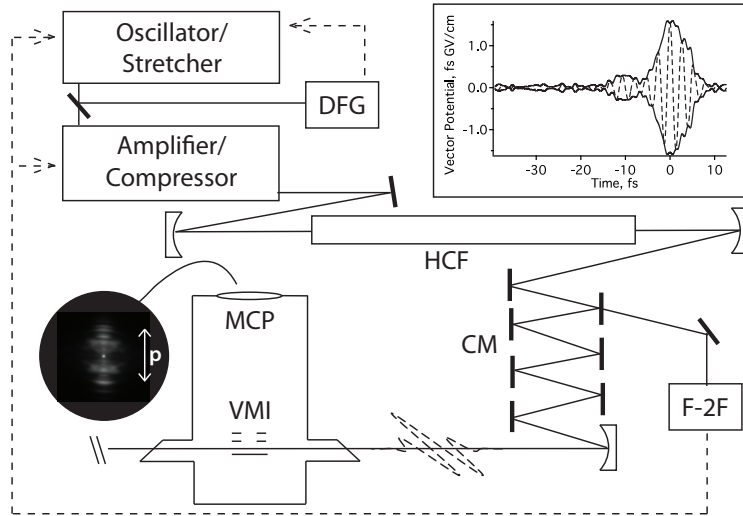 Oscillator/
Stretcher
DFG
Amplifier/
Compressor
Vector Potential, fs GV/cm
1.0
0.0
-1.0
-30
-20
-10
0
10
Time, fs
HCF
MCP
p
CM
VMI
F-2F